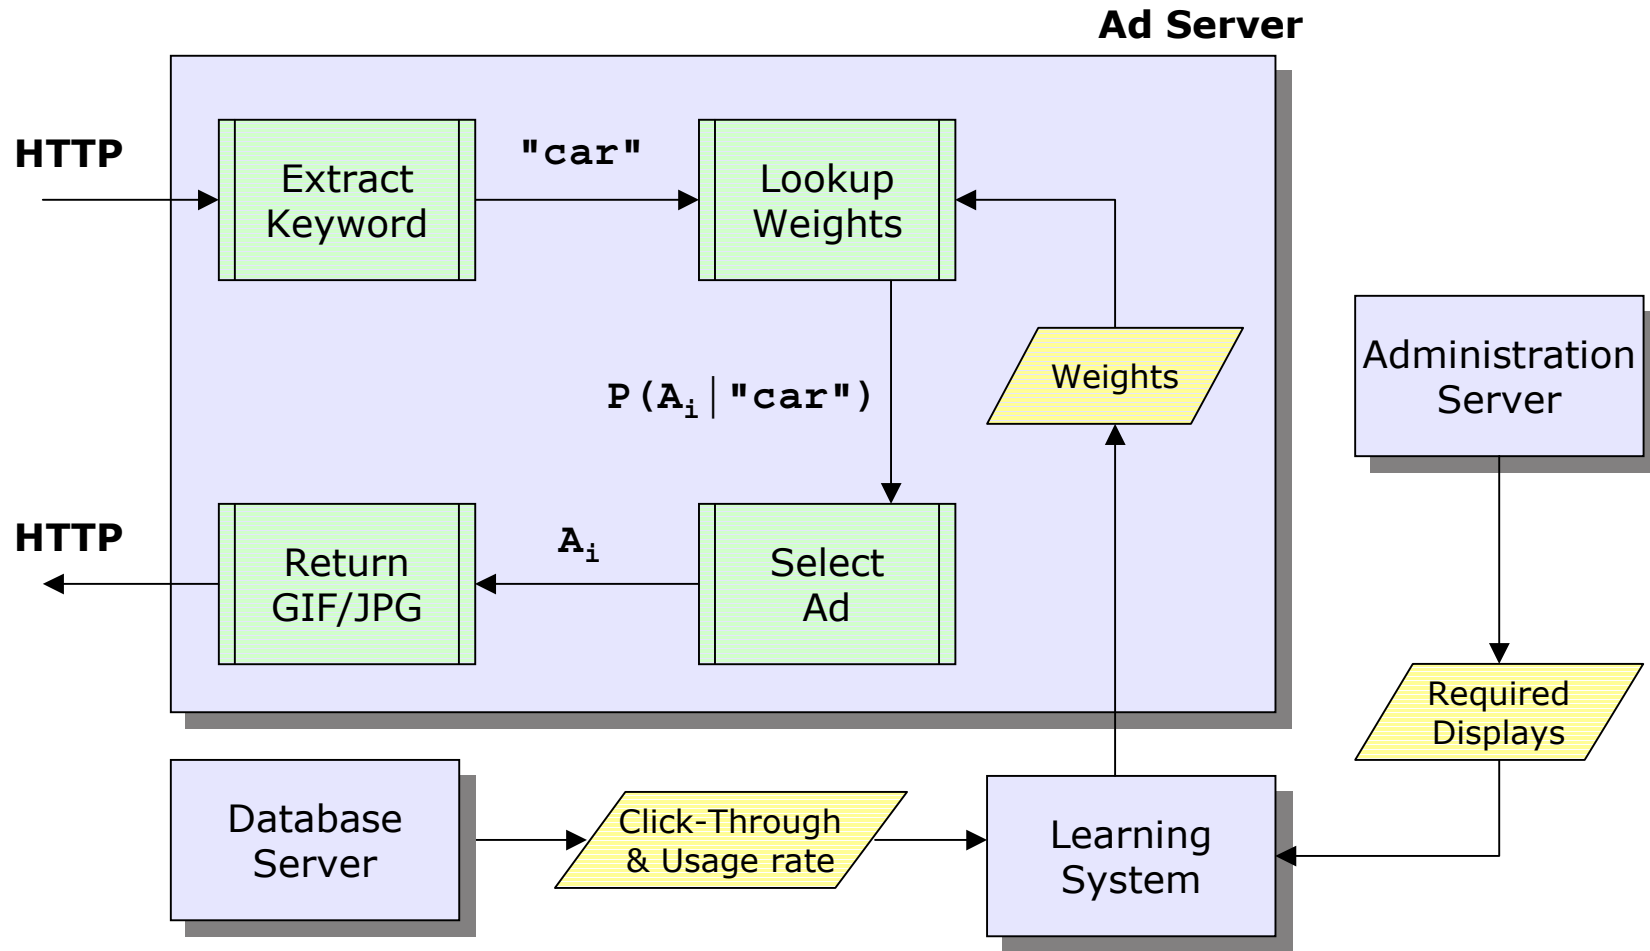 Ad Server
HTTP
Extract
Keyword
"car"
Lookup
Weights
P(Ai|"car")
Weights
Administration
Server
HTTP
Return
GIF/JPG
Ai
Select
Ad
Required
Displays
Database
Server
Click-Through
& Usage rate
Learning
System